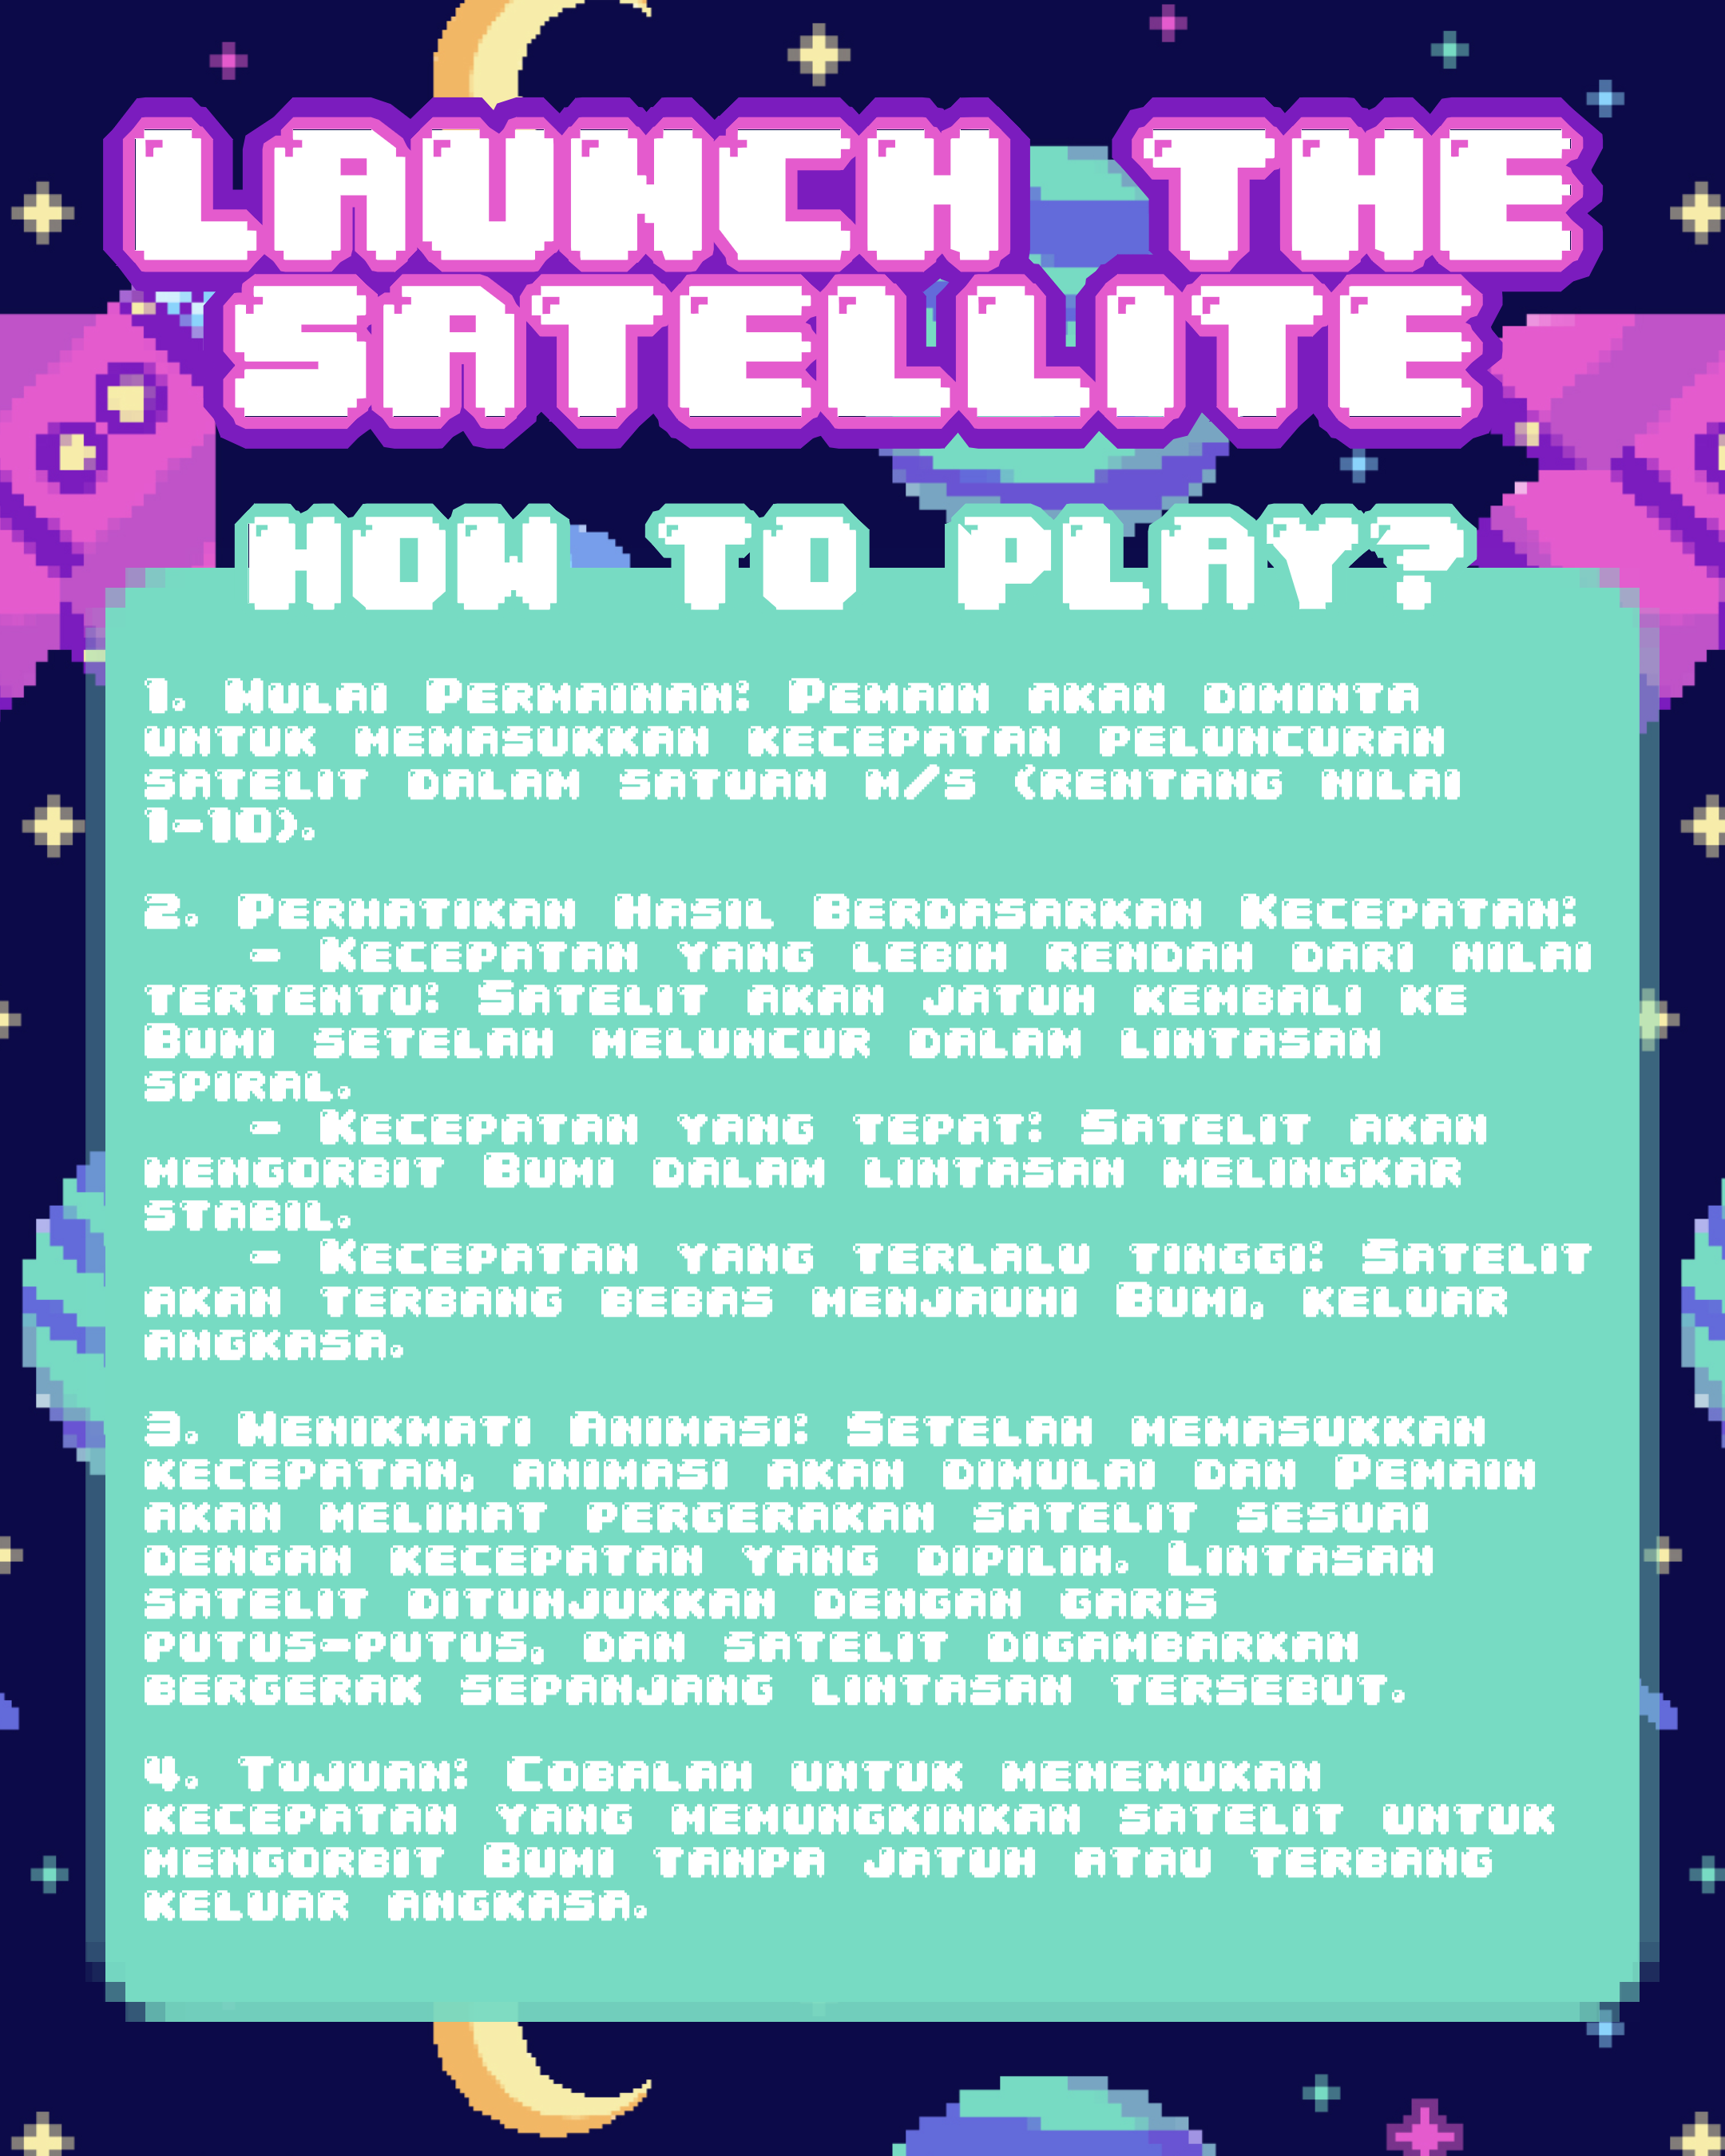 LAUNCH THE
SATELLITE
HOW TO PLAY?
1. Mulai Permainan: Pemain akan diminta
untuk memasukkan kecepatan peluncuran
satelit dalam satuan m/s (rentang nilai
1-10).
2. Perhatikan Hasil Berdasarkan Kecepatan:
- Kecepatan yang lebih rendah dari nilai
tertentu: Satelit akan jatuh kembali ke
Bumi setelah meluncur dalam lintasan
spiral.
- Kecepatan yang tepat: Satelit akan
mengorbit Bumi dalam lintasan melingkar
stabil.
- Kecepatan yang terlalu tinggi: Satelit
akan terbang bebas menjauhi Bumi, keluar
angkasa.
3. Menikmati Animasi: Setelah memasukkan
kecepatan, animasi akan dimulai dan Pemain
akan melihat pergerakan satelit sesuai
dengan kecepatan yang dipilih. Lintasan
satelit ditunjukkan dengan garis
putus-putus, dan satelit digambarkan
bergerak sepanjang lintasan tersebut.
4. Tujuan: Cobalah untuk menemukan
kecepatan yang memungkinkan satelit untuk
mengorbit Bumi tanpa jatuh atau terbang
keluar angkasa.